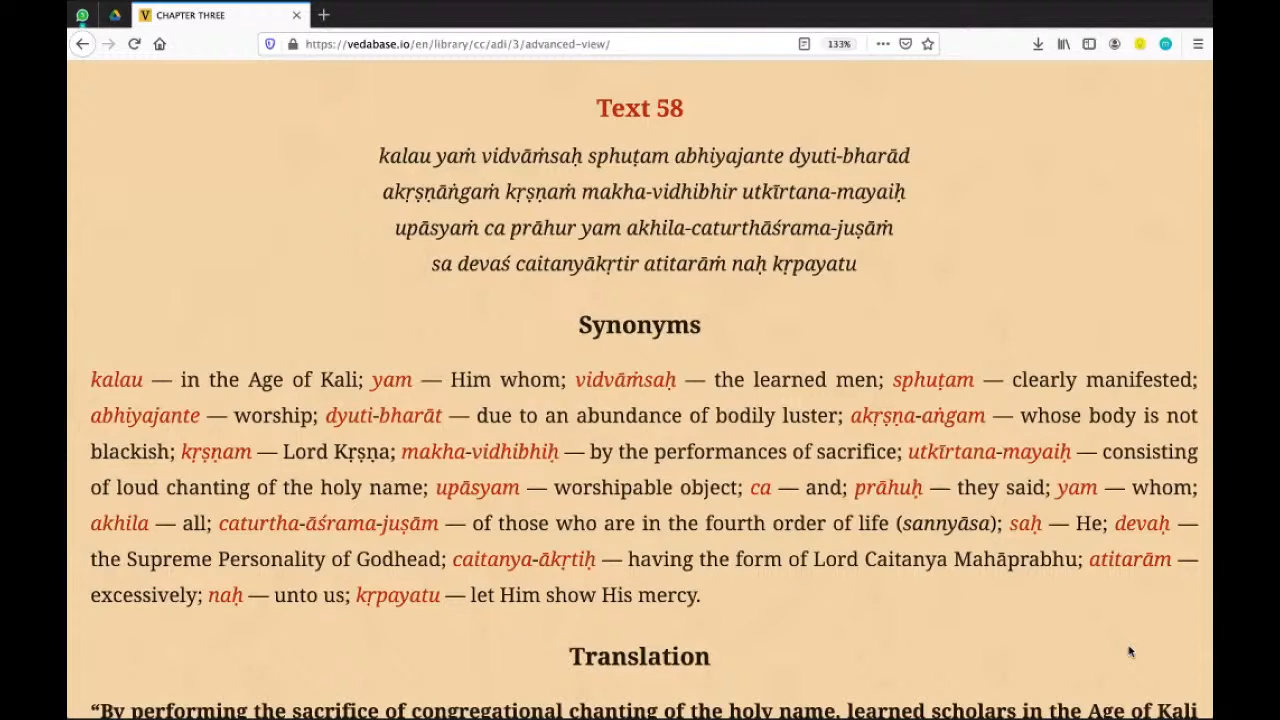 CHAPTER THREE
https://vedabase.io/en/library/cc/adi/3/advanced-view/
133%
Text 58
kalau yaṁ vidvāṁsaḥ sphuṭam abhiyajante dyuti-bharād
akṛṣṇāṅgaṁ kṛṣṇaṁ makha-vidhibhir utkīrtana-mayaiḥ
upāsyaṁ ca prāhur yam akhila-caturthāśrama-juṣāṁ
sa devaś caitanyākṛtir atitarāṁ naḥ kṛpayatu
Synonyms
kalau — in the Age of Kali; yam — Him whom; vidvāṁsaḥ — the learned men; sphuṭam — clearly manifested;
abhiyajante — worship; dyuti-bharāt — due to an abundance of bodily luster; akṛṣṇa-aṅgam — whose body is not
blackish; kṛṣṇam — Lord Kṛṣṇa; makha-vidhibhiḥ — by the performances of sacrifice; utkīrtana-mayaiḥ — consisting
of loud chanting of the holy name; upāsyam — worshipable object; ca — and; prāhuḥ — they said; yam — whom;
akhila — all; caturtha-āśrama-juṣām — of those who are in the fourth order of life (sannyāsa); saḥ — He; devaḥ —
the Supreme Personality of Godhead; caitanya-ākṛtiḥ — having the form of Lord Caitanya Mahāprabhu; atitarām —
excessively; naḥ — unto us; kṛpayatu — let Him show His mercy.
Translation
“By performing the sacrifice of congregational chanting of the holy name, learned scholars in the Age of Kali